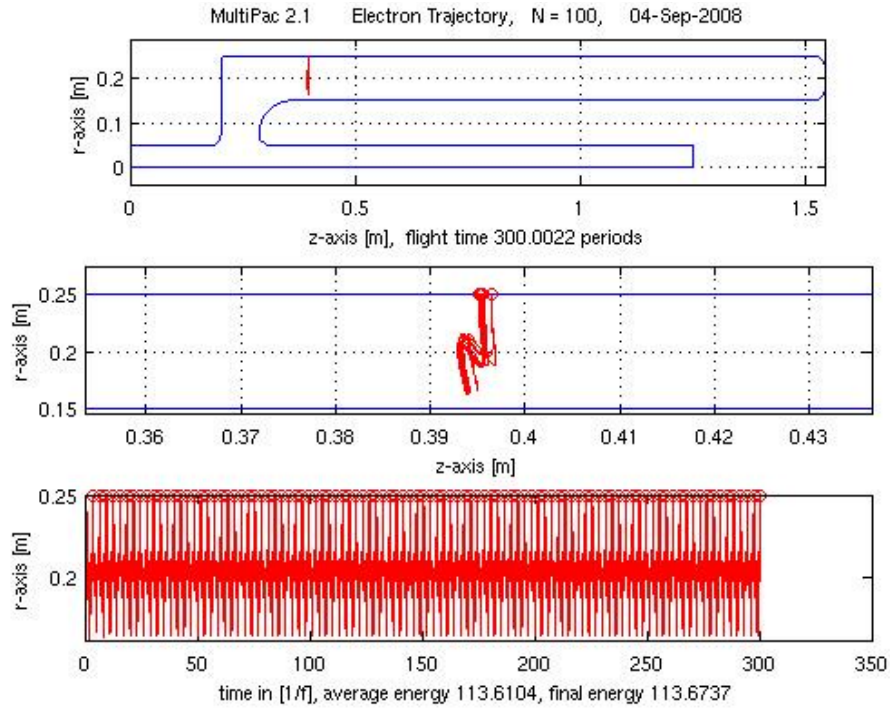 MultiPac 2.1 Electron Trajectory, N = 100, 04-Sep-2008
r-axis [m]
0.2
0.1
0
0 0.5 1 1.5
z-axis [m], flight time 300.0022 periods
r-axis [m]
0.25
0.2
0.15
0.36 0.37 0.38 0.39 0.4 0.41 0.42 0.43
z-axis [m]
r-axis [m]
0.25
0.2
0 50 100 150 200 250 300 350
time in [1/f], average energy 113.6104, final energy 113.6737